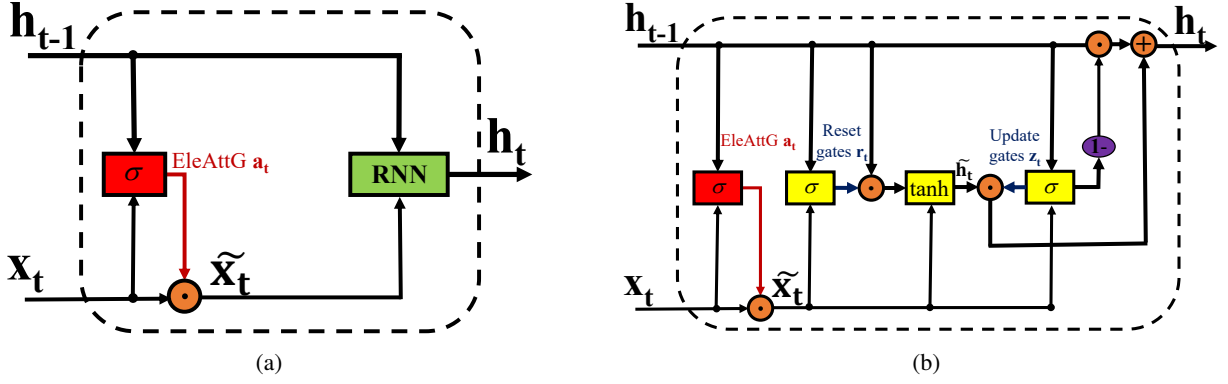 h_{t-1}
σ
EleAttG a_t
RNN
h_t
x_t
x̃_t
(a)
h_{t-1}
h_t
EleAttG a_t
Reset
gates r_t
Update
gates z_t
1-
σ
σ
tanh
h̃_t
σ
x_t
x̃_t
(b)